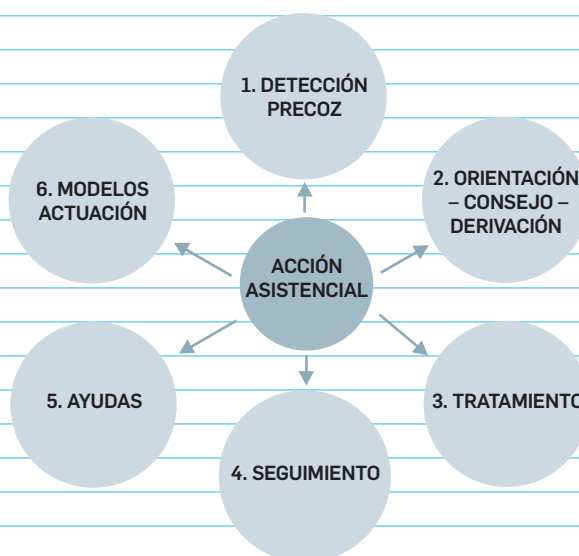 1. DETECCIÓN
PRECOZ
2. ORIENTACIÓN
– CONSEJO –
DERIVACIÓN
3. TRATAMIENTO
4. SEGUIMIENTO
5. AYUDAS
6. MODELOS
ACTUACIÓN
ACCIÓN
ASISTENCIAL